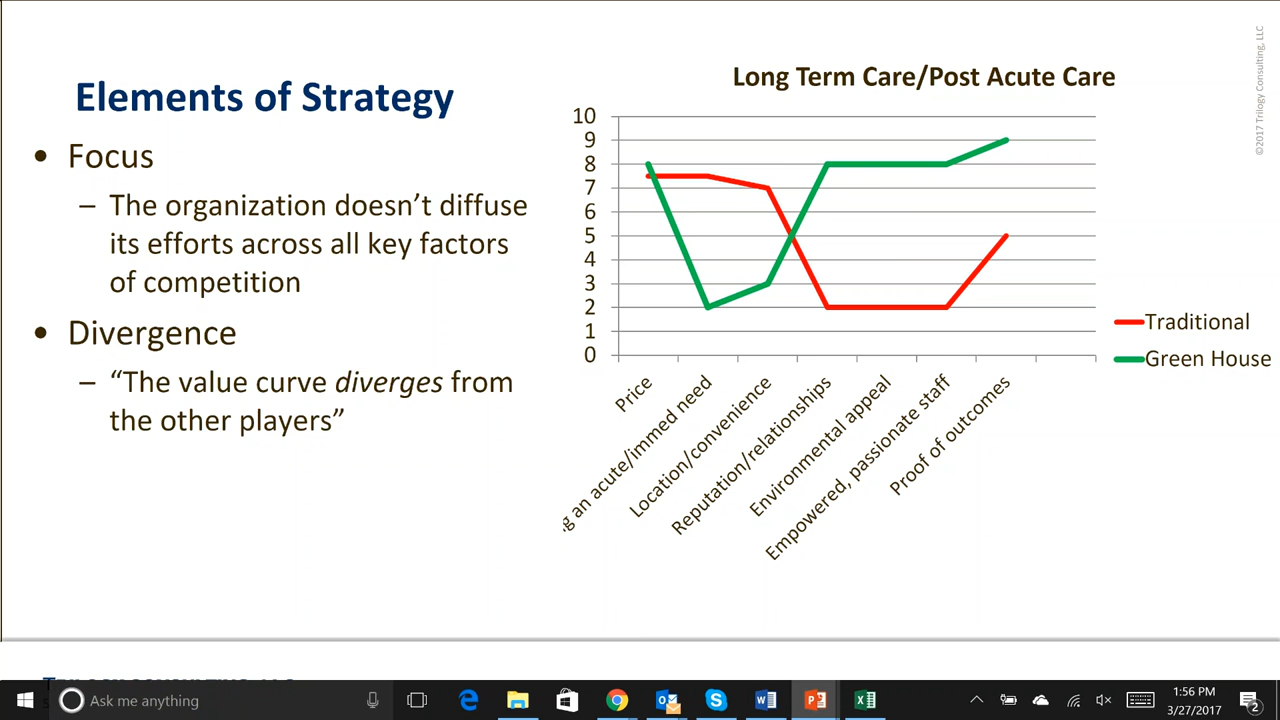 Elements of Strategy
• Focus
– The organization doesn’t diffuse
its efforts across all key factors
of competition
• Divergence
– “The value curve diverges from
the other players”
Long Term Care/Post Acute Care
10
9
8
7
6
5
4
3
2
1
0
Price
g an acute/immed need
Location/convenience
Reputation/relationships
Environmental appeal
Empowered, passionate staff
Proof of outcomes
Traditional
Green House
©2017 Trilogy Consulting, LLC
Ask me anything
1:56 PM
3/27/2017
2